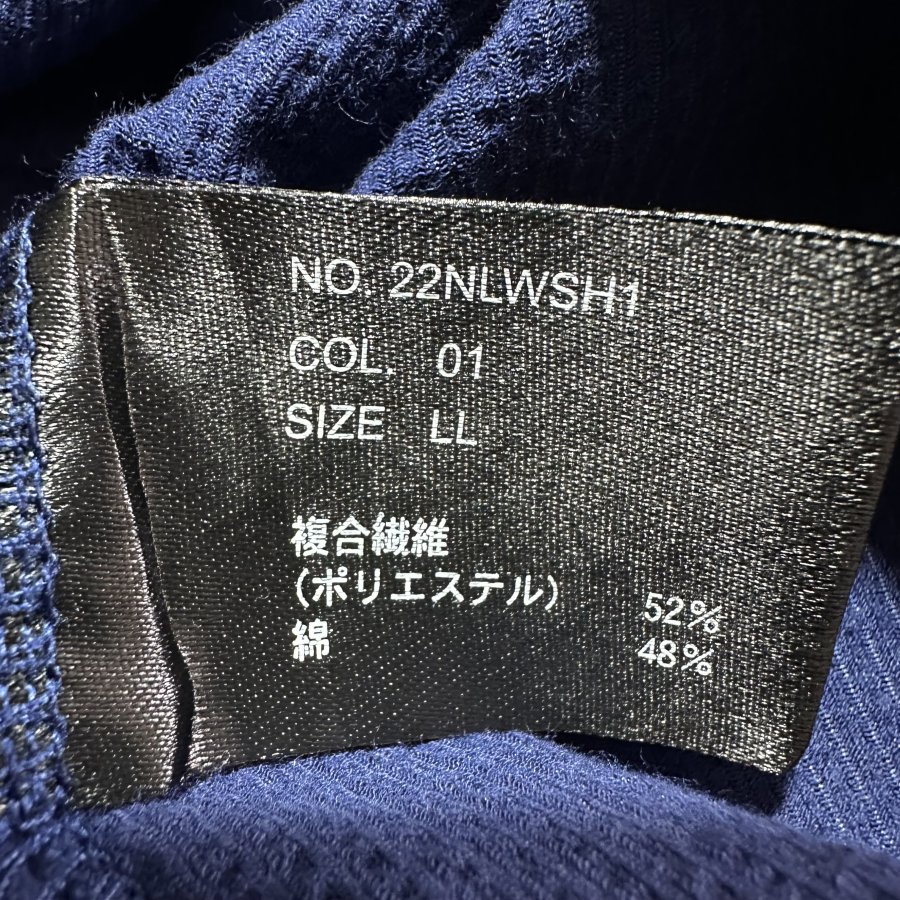 NO. 22NLWSH1
COL. 01
SIZE LL
複合繊維
(ポリエステル) 52%
綿 48%